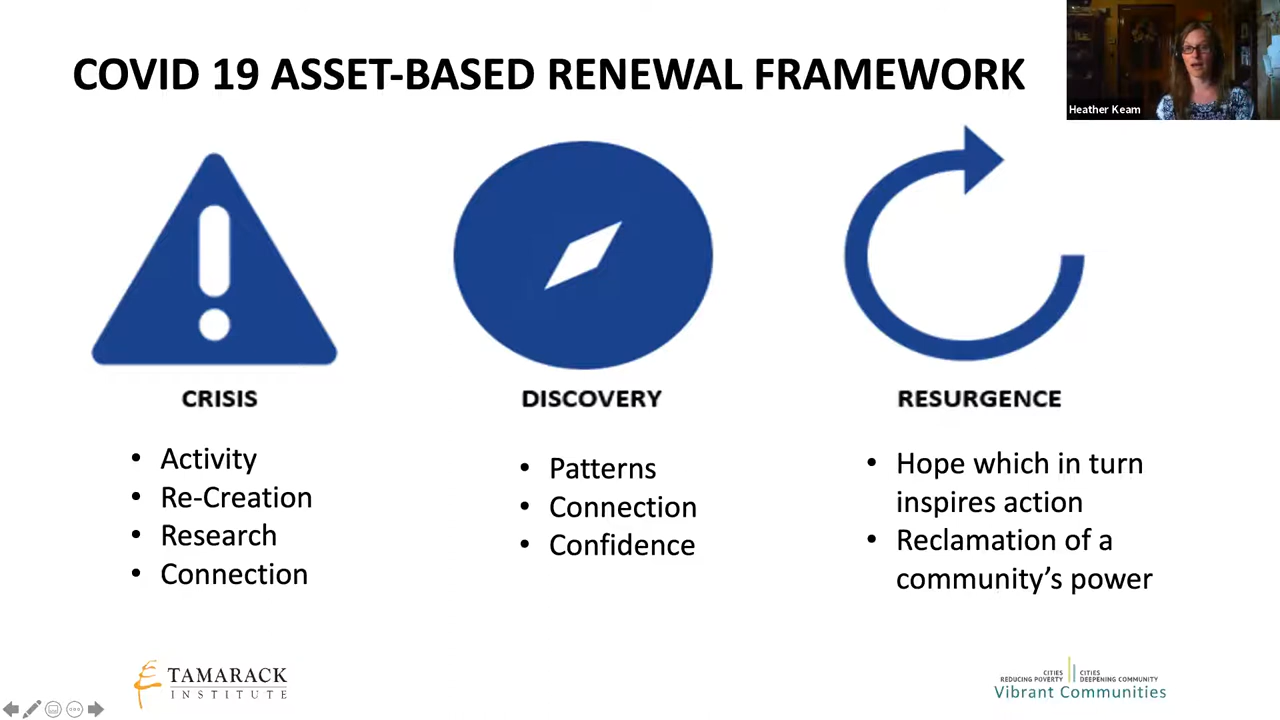 COVID 19 ASSET-BASED RENEWAL FRAMEWORK
Heather Keam
CRISIS
• Activity
• Re-Creation
• Research
• Connection
DISCOVERY
• Patterns
• Connection
• Confidence
RESURGENCE
• Hope which in turn
inspires action
• Reclamation of a
community’s power
TAMARACK
INSTITUTE
CITIES
REDUCING POVERTY
CITIES
DEEPENING COMMUNITY
Vibrant Communities